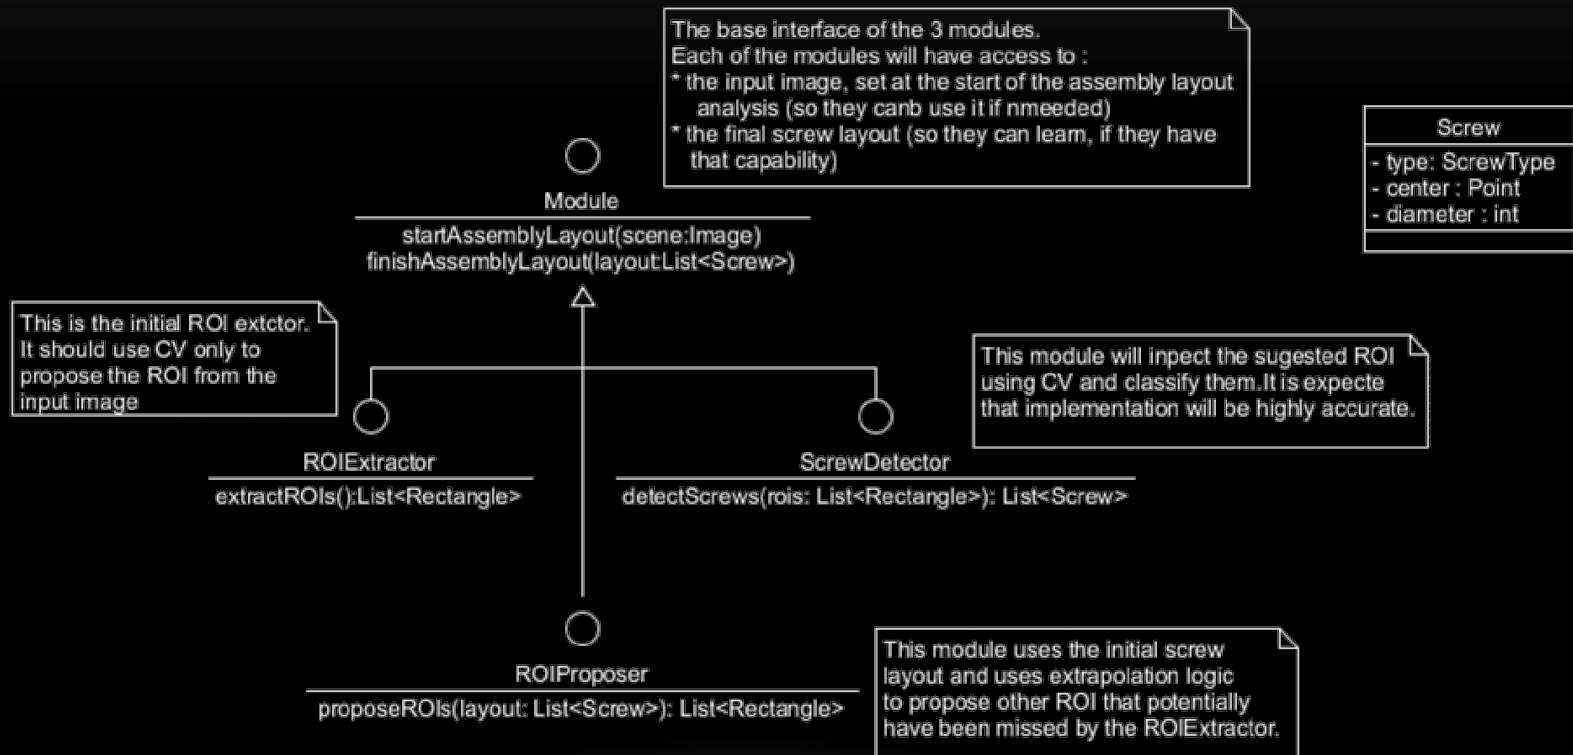 The base interface of the 3 modules.
Each of the modules will have access to :
* the input image, set at the start of the assembly layout
analysis (so they canb use it if nmeeded)
* the final screw layout (so they can learn, if they have
that capability)
Screw
- type: ScrewType
- center : Point
- diameter : int
Module
startAssemblyLayout(scene:Image)
finishAssemblyLayout(layout:List<Screw>)
This is the initial ROI extctor.
It should use CV only to
propose the ROI from the
input image
This module will inpect the sugested ROI
using CV and classify them.It is expecte
that implementation will be highly accurate.
ROIExtractor
extractROIs():List<Rectangle>
ScrewDetector
detectScrews(rois: List<Rectangle>): List<Screw>
ROIProposer
proposeROIs(layout: List<Screw>): List<Rectangle>
This module uses the initial screw
layout and uses extrapolation logic
to propose other ROI that potentially
have been missed by the ROIExtractor.